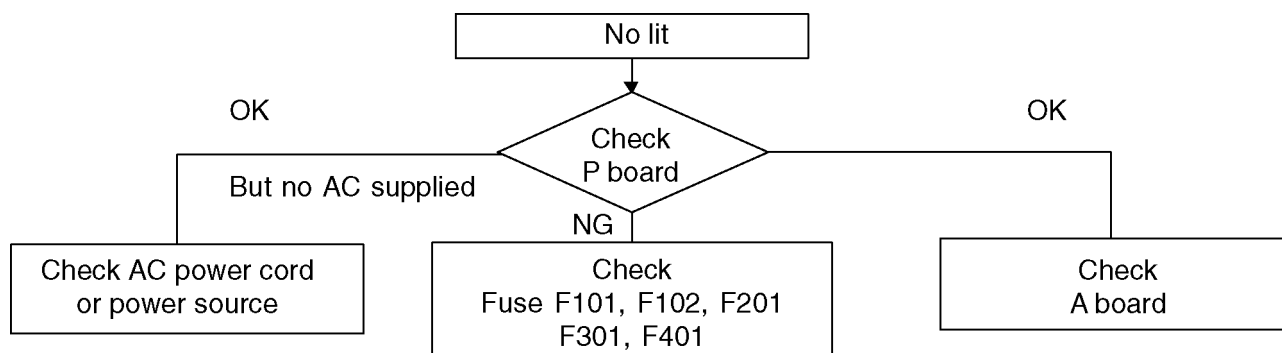 No lit
OK
OK
Check
P board
But no AC supplied
NG
Check AC power cord
or power source
Check
Fuse F101, F102, F201
F301, F401
Check
A board